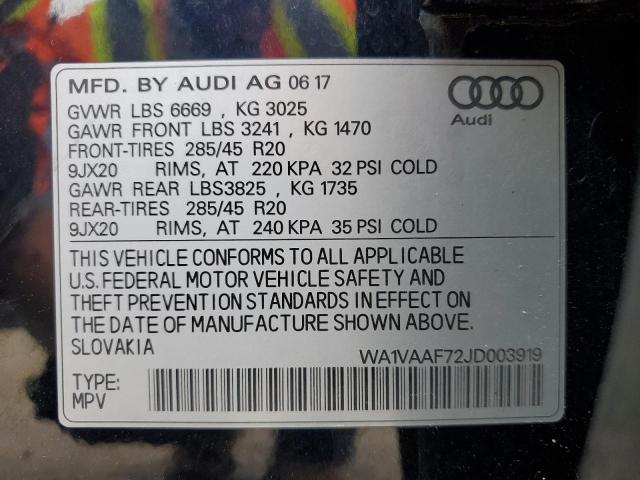 MFD. BY AUDI AG 06 17
GVWR LBS 6669 , KG 3025
GAWR FRONT LBS 3241 , KG 1470
FRONT-TIRES 285/45 R20
9JX20 RIMS, AT 220 KPA 32 PSI COLD
GAWR REAR LBS3825 , KG 1735
REAR-TIRES 285/45 R20
9JX20 RIMS, AT 240 KPA 35 PSI COLD
Audi
THIS VEHICLE CONFORMS TO ALL APPLICABLE
U.S. FEDERAL MOTOR VEHICLE SAFETY AND
THEFT PREVENTION STANDARDS IN EFFECT ON
THE DATE OF MANUFACTURE SHOWN ABOVE.
SLOVAKIA WA1VAAF72JD003919
TYPE:
MPV